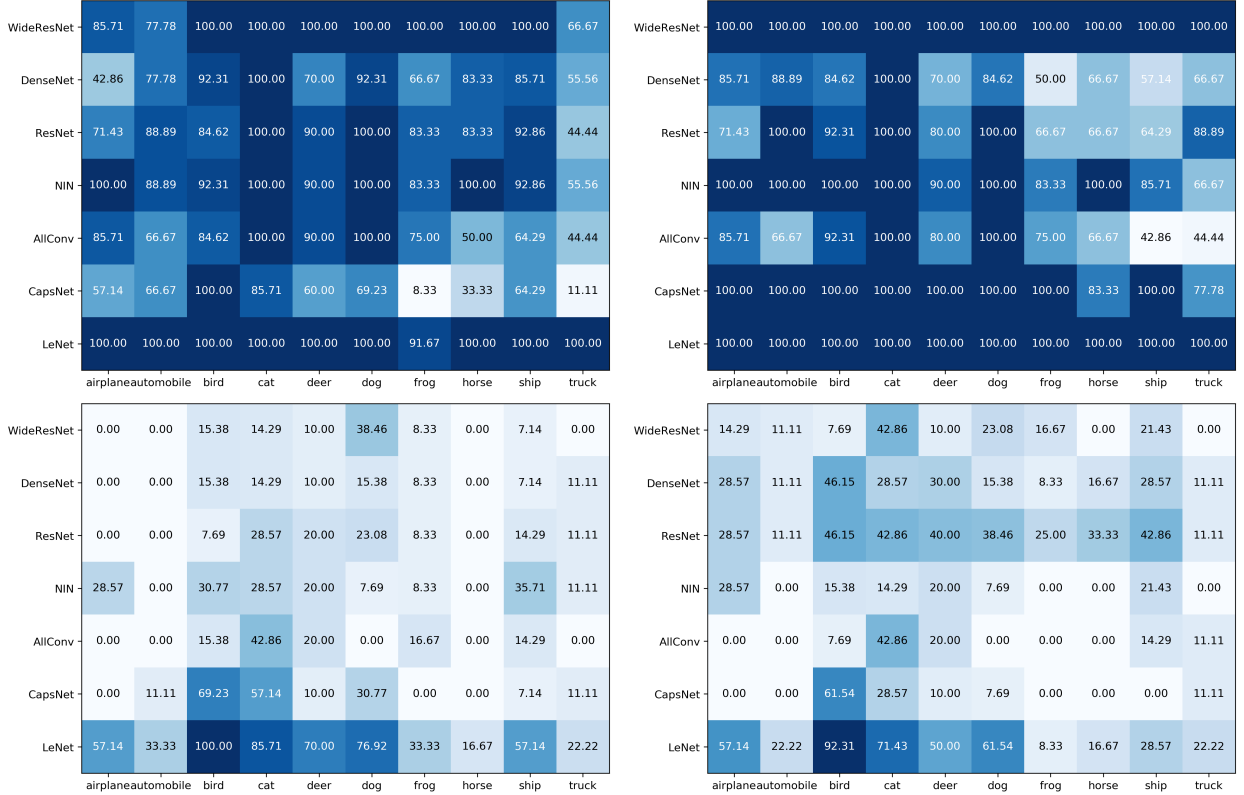 WideResNet 85.71 77.78 100.00 100.00 100.00 100.00 100.00 100.00 100.00 66.67
DenseNet 42.86 77.78 92.31 100.00 70.00 92.31 66.67 83.33 85.71 55.56
ResNet 71.43 88.89 84.62 100.00 90.00 100.00 83.33 83.33 92.86 44.44
NIN 100.00 88.89 92.31 100.00 90.00 100.00 83.33 100.00 92.86 55.56
AllConv 85.71 66.67 84.62 100.00 90.00 100.00 75.00 50.00 64.29 44.44
CapsNet 57.14 66.67 100.00 85.71 60.00 69.23 8.33 33.33 64.29 11.11
LeNet 100.00 100.00 100.00 100.00 100.00 100.00 91.67 100.00 100.00 100.00
airplane automobile bird cat deer dog frog horse ship truck
WideResNet 100.00 100.00 100.00 100.00 100.00 100.00 100.00 100.00 100.00 100.00
DenseNet 85.71 88.89 84.62 100.00 70.00 84.62 50.00 66.67 57.14 66.67
ResNet 71.43 100.00 92.31 100.00 80.00 100.00 66.67 66.67 64.29 88.89
NIN 100.00 100.00 100.00 100.00 90.00 100.00 83.33 100.00 85.71 66.67
AllConv 85.71 66.67 92.31 100.00 80.00 100.00 75.00 66.67 42.86 44.44
CapsNet 100.00 100.00 100.00 100.00 100.00 100.00 100.00 83.33 100.00 77.78
LeNet 100.00 100.00 100.00 100.00 100.00 100.00 100.00 100.00 100.00 100.00
airplane automobile bird cat deer dog frog horse ship truck
WideResNet 0.00 0.00 15.38 14.29 10.00 38.46 8.33 0.00 7.14 0.00
DenseNet 0.00 0.00 15.38 14.29 10.00 15.38 8.33 0.00 7.14 11.11
ResNet 0.00 0.00 7.69 28.57 20.00 23.08 8.33 0.00 14.29 11.11
NIN 28.57 0.00 30.77 28.57 20.00 7.69 8.33 0.00 35.71 11.11
AllConv 0.00 0.00 15.38 42.86 20.00 0.00 16.67 0.00 14.29 0.00
CapsNet 0.00 11.11 69.23 57.14 10.00 30.77 0.00 0.00 7.14 11.11
LeNet 57.14 33.33 100.00 85.71 70.00 76.92 33.33 16.67 57.14 22.22
airplane automobile bird cat deer dog frog horse ship truck
WideResNet 14.29 11.11 7.69 42.86 10.00 23.08 16.67 0.00 21.43 0.00
DenseNet 28.57 11.11 46.15 28.57 30.00 15.38 8.33 16.67 28.57 11.11
ResNet 28.57 11.11 46.15 42.86 40.00 38.46 25.00 33.33 42.86 11.11
NIN 28.57 0.00 15.38 14.29 20.00 7.69 0.00 0.00 21.43 0.00
AllConv 0.00 0.00 7.69 42.86 20.00 0.00 0.00 0.00 14.29 11.11
CapsNet 0.00 0.00 61.54 28.57 10.00 7.69 0.00 0.00 0.00 11.11
LeNet 57.14 22.22 92.31 71.43 50.00 61.54 8.33 16.67 28.57 22.22
airplane automobile bird cat deer dog frog horse ship truck